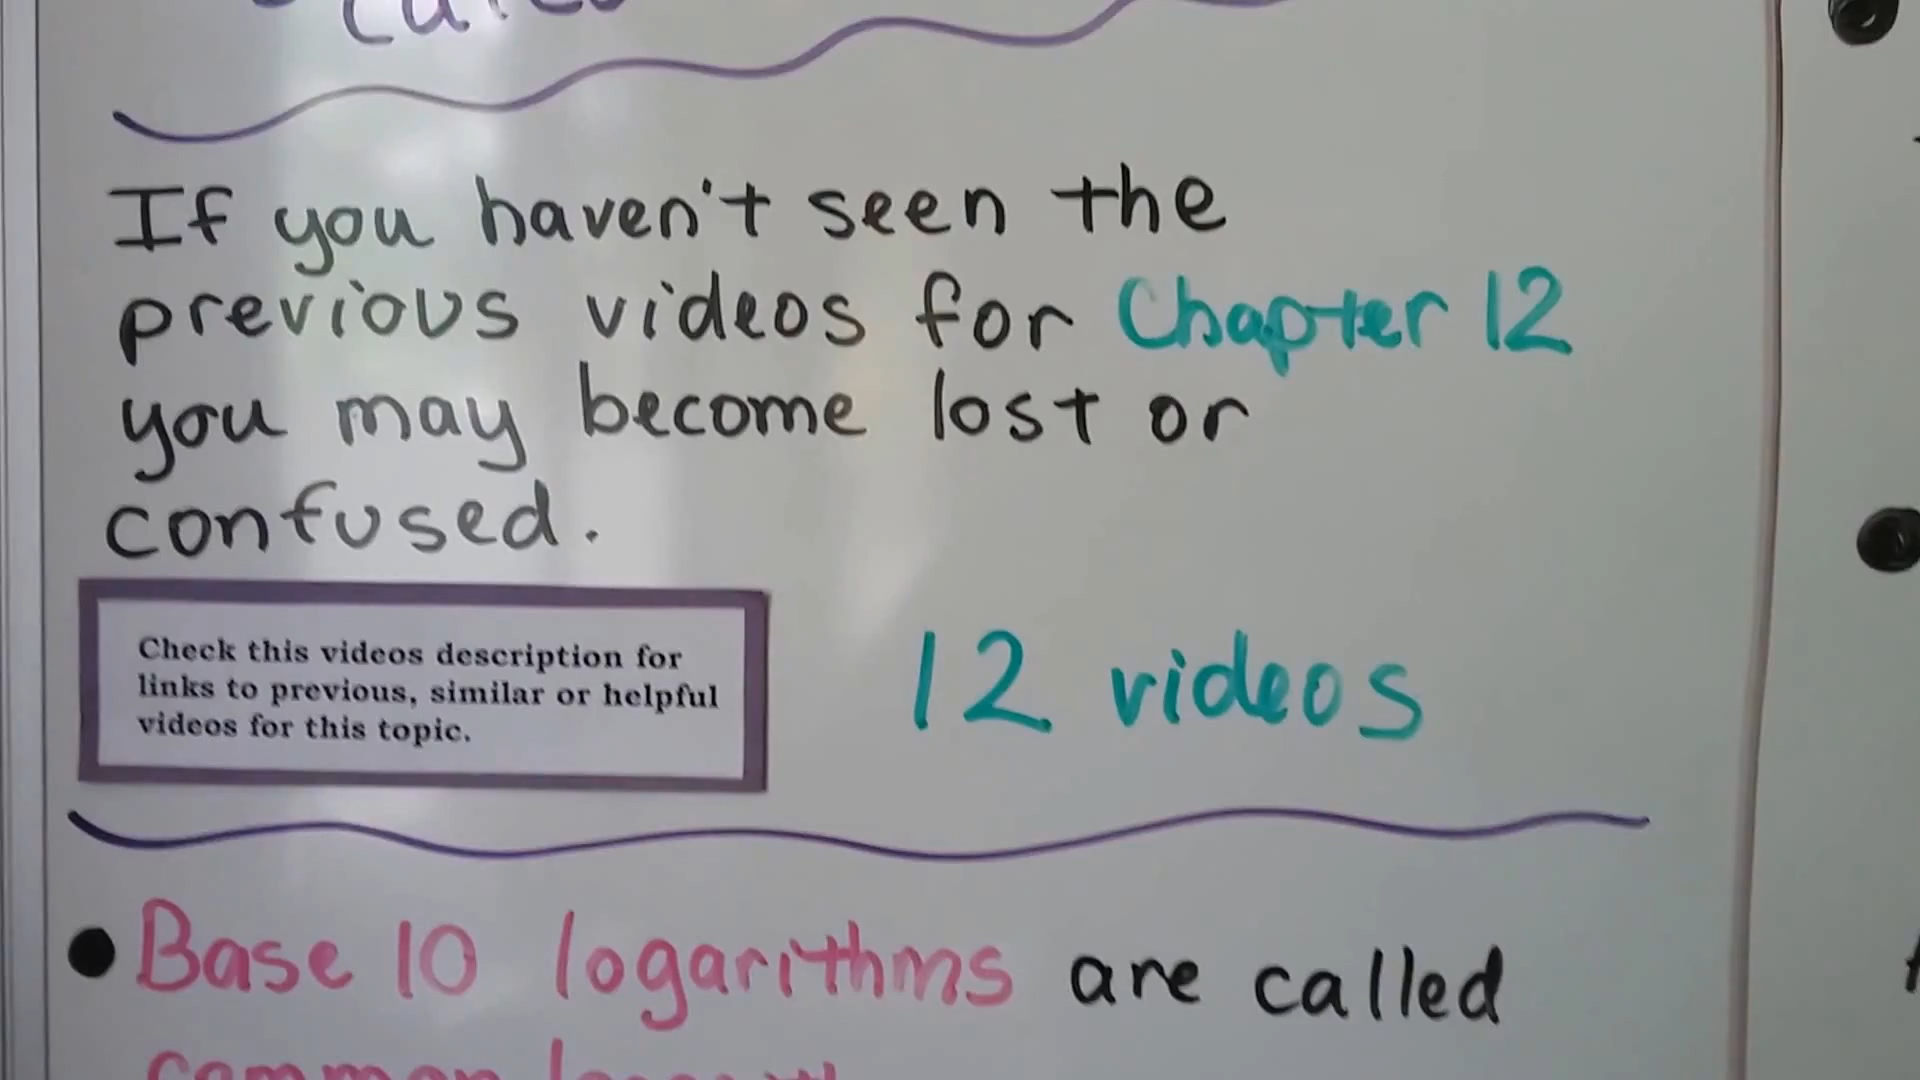 If you haven't seen the
previous videos for Chapter 12
you may become lost or
confused.
Check this videos description for
links to previous, similar or helpful
videos for this topic.
12 videos
Base 10 logarithms are called
common